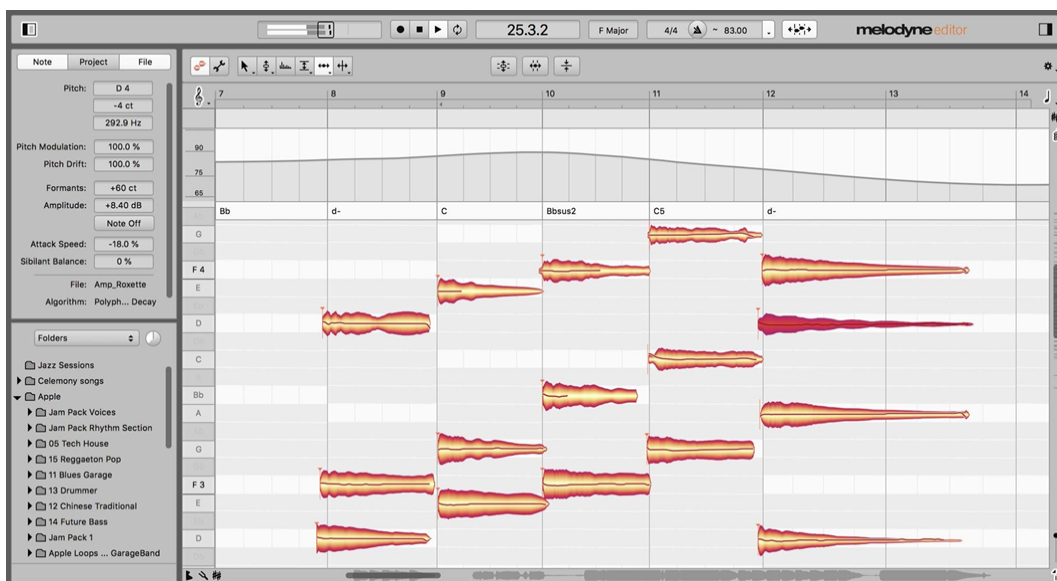 25.3.2
F Major
4/4
~ 83.00
melodyne editor
Note Project File
Pitch: D 4
-4 ct
292.9 Hz
Pitch Modulation: 100.0 %
Pitch Drift: 100.0 %
Formants: +60 ct
Amplitude: +8.40 dB
Note Off
Attack Speed: -18.0 %
Sibilant Balance: 0 %
File: Amp_Roxette
Algorithm: Polyph... Decay
Folders
Jazz Sessions
Celemony songs
Apple
Jam Pack Voices
Jam Pack Rhythm Section
05 Tech House
15 Reggaeton Pop
11 Blues Garage
13 Drummer
12 Chinese Traditional
14 Future Bass
Jam Pack 1
Apple Loops ... GarageBand
7 8 9 10 11 12 13 14
90
75
65
Bb d- C Bbsus2 C5 d-
G
F 4
E
D
C
Bb
A
G
F 3
E
D